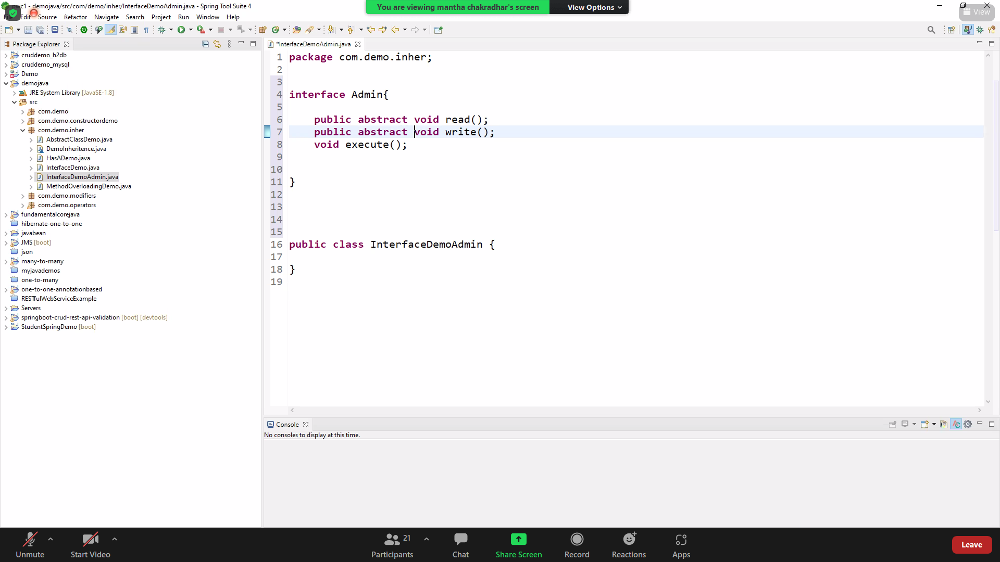 pwc1 - demojava/src/com/demo/inher/InterfaceDemoAdmin.java - Spring Tool Suite 4
You are viewing mantha chakradhar's screen
View Options
View
Edit Source Refactor Navigate Search Project Run Window Help
Package Explorer
*InterfaceDemoAdmin.java
cruddemo_h2db
cruddemo_mysql
Demo
demojava
JRE System Library [JavaSE-1.8]
src
com.demo
com.demo.constructordemo
com.demo.inher
AbstractClassDemo.java
DemoInheritence.java
HasADemo.java
InterfaceDemo.java
InterfaceDemoAdmin.java
MethodOverloadingDemo.java
com.demo.modifiers
com.demo.operators
fundamentalcorejava
hibernate-one-to-one
javabean
JMS [boot]
json
many-to-many
myjavademos
one-to-many
one-to-one-annotationbased
RESTfulWebServiceExample
Servers
springboot-crud-rest-api-validation [boot] [devtools]
StudentSpringDemo [boot]
1 package com.demo.inher;
2
3
4 interface Admin{
5
6 public abstract void read();
7 public abstract void write();
8 void execute();
9
10
11 }
12
13
14
15
16 public class InterfaceDemoAdmin {
17
18 }
19
Console
No consoles to display at this time.
Unmute
Start Video
21
Participants
Chat
Share Screen
Record
Reactions
Apps
Leave